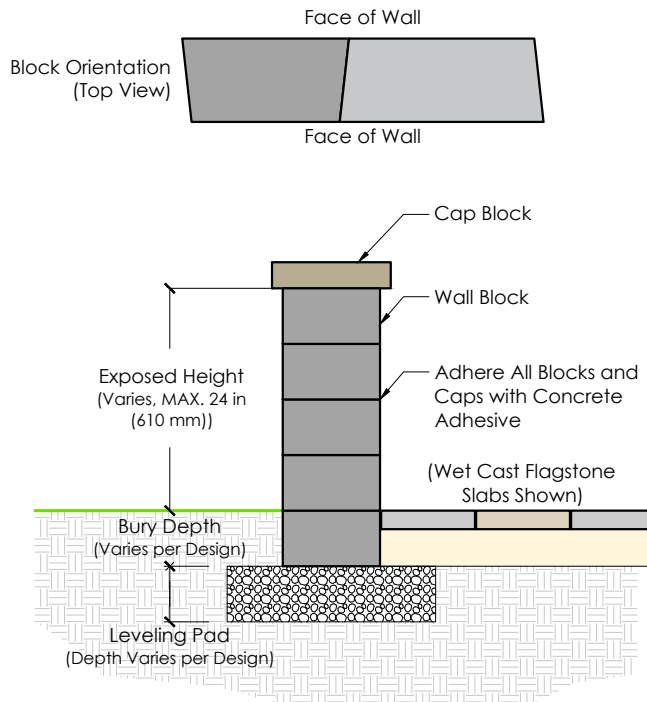 Face of Wall
Block Orientation
(Top View)
Face of Wall
Cap Block
Wall Block
Exposed Height
(Varies, MAX. 24 in
(610 mm))
Adhere All Blocks and
Caps with Concrete
Adhesive
(Wet Cast Flagstone
Slabs Shown)
Bury Depth
(Varies per Design)
Leveling Pad
(Depth Varies per Design)